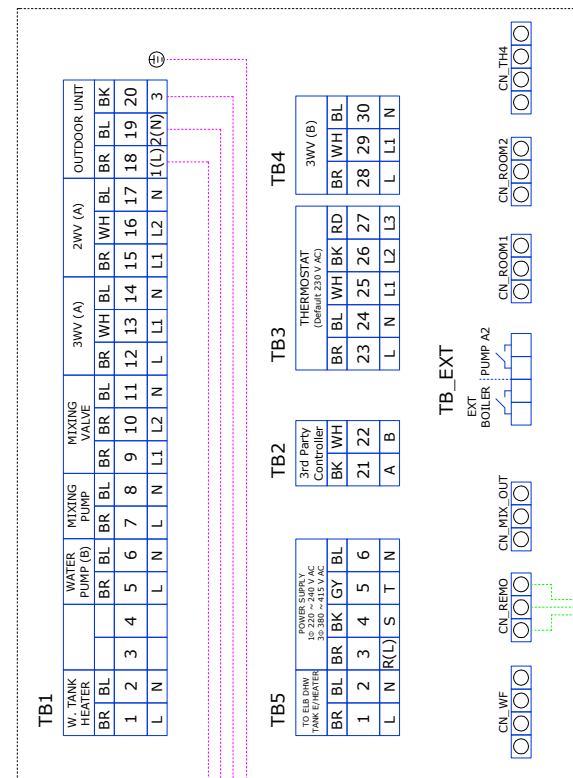 TB1
W. TANK HEATER
WATER PUMP (B)
MIXING PUMP
MIXING VALVE
3WV (A)
2WV (A)
OUTDOOR UNIT
BR BL BR BL BR BL BR BR BL BR WH BL BR WH BL BR BL BK
1 2 3 4 5 6 7 8 9 10 11 12 13 14 15 16 17 18 19 20
L N L N L N L1 L2 N L L1 N L1 L2 N 1(L) 2(N) 3
TB5
TO ELB DHW
TANK E/HEATER
POWER SUPPLY
1Φ 220 ~ 240 V AC
3Φ 380 ~ 415 V AC
BR BL BR BK GY BL
1 2 3 4 5 6
L N R(L) S T N
TB2
3rd Party
Controller
BK WH
21 22
A B
TB3
THERMOSTAT
(Default 230 V AC)
BR BL WH BK RD
23 24 25 26 27
L N L1 L2 L3
TB4
3WV (B)
BR WH BL
28 29 30
L L1 N
TB_EXT
EXT
BOILER
PUMP A2
CN_WF
CN_REMO
CN_MIX_OUT
CN_ROOM1
CN_ROOM2
CN_TH4